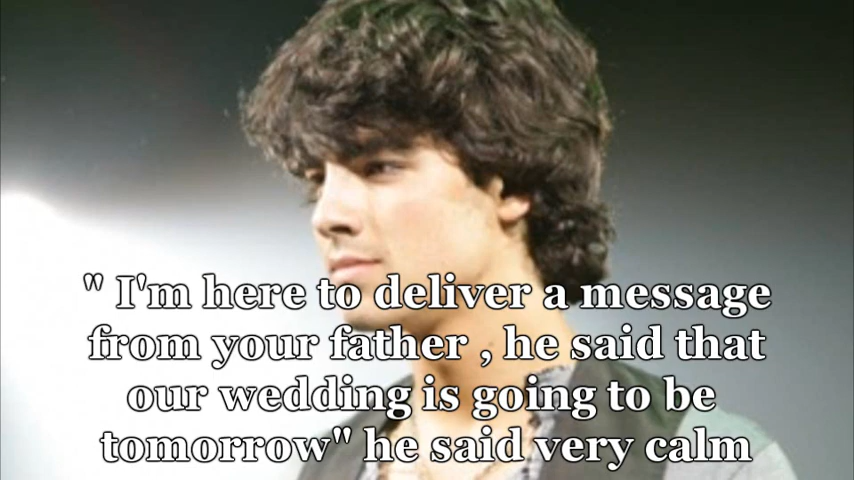 " I'm here to deliver a message
from your father , he said that
our wedding is going to be
tomorrow" he said very calm